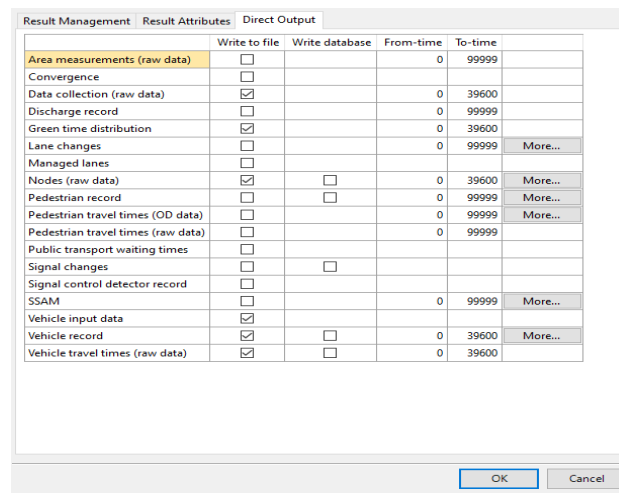 Result Management Result Attributes Direct Output
Write to file Write database From-time To-time
Area measurements (raw data) 0 99999
Convergence
Data collection (raw data) 0 39600
Discharge record 0 99999
Green time distribution 0 39600
Lane changes 0 99999 More...
Managed lanes
Nodes (raw data) 0 39600 More...
Pedestrian record 0 99999 More...
Pedestrian travel times (OD data) 0 99999 More...
Pedestrian travel times (raw data) 0 99999
Public transport waiting times
Signal changes
Signal control detector record
SSAM 0 99999 More...
Vehicle input data
Vehicle record 0 39600 More...
Vehicle travel times (raw data) 0 39600
OK Cancel